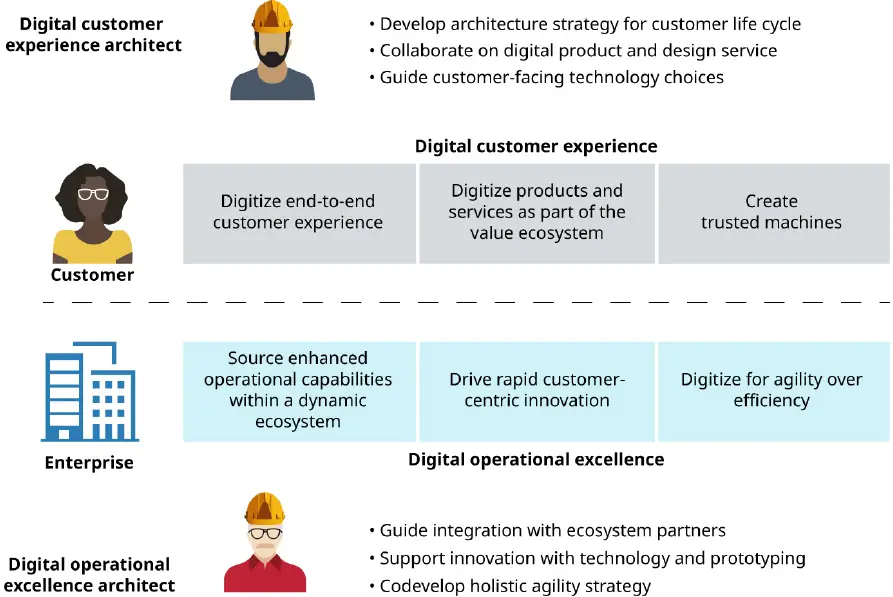 Digital customer
experience architect
• Develop architecture strategy for customer life cycle
• Collaborate on digital product and design service
• Guide customer-facing technology choices
Digital customer experience
Customer
Digitize end-to-end
customer experience
Digitize products and
services as part of the
value ecosystem
Create
trusted machines
Enterprise
Source enhanced
operational capabilities
within a dynamic
ecosystem
Drive rapid customer-
centric innovation
Digitize for agility over
efficiency
Digital operational excellence
Digital operational
excellence architect
• Guide integration with ecosystem partners
• Support innovation with technology and prototyping
• Codevelop holistic agility strategy